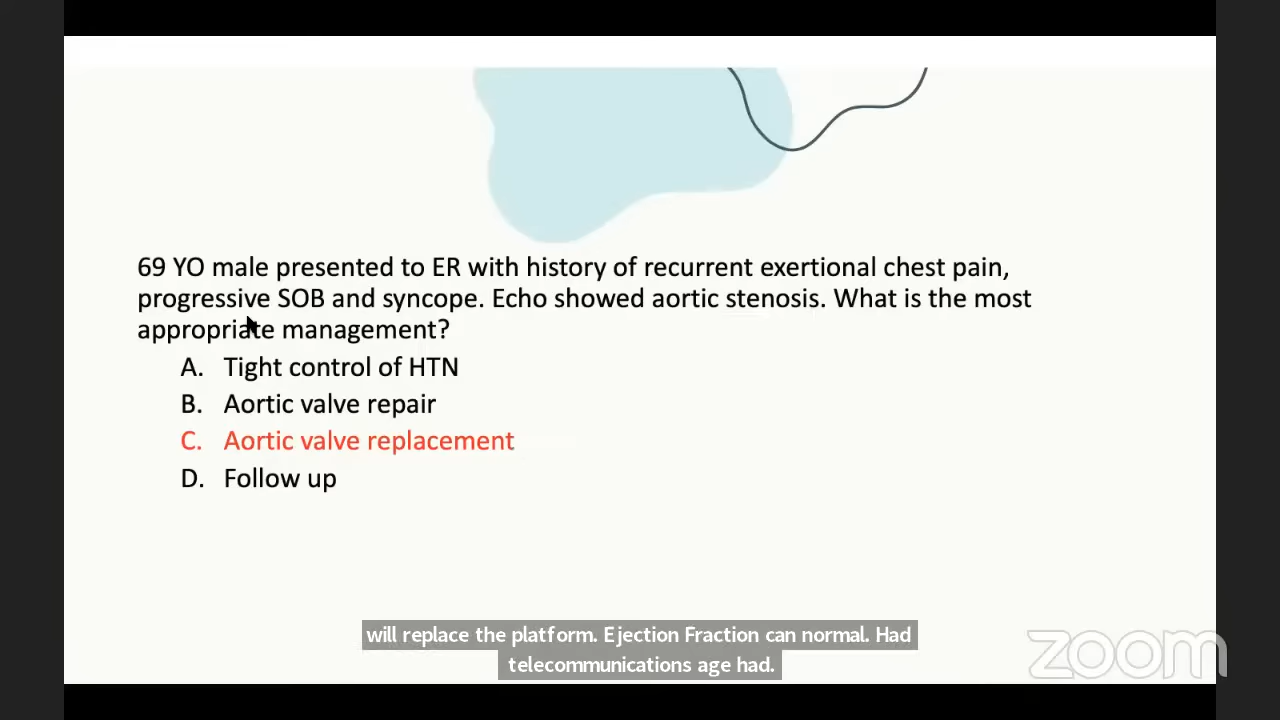 69 YO male presented to ER with history of recurrent exertional chest pain,
progressive SOB and syncope. Echo showed aortic stenosis. What is the most
appropriate management?
A. Tight control of HTN
B. Aortic valve repair
C. Aortic valve replacement
D. Follow up
will replace the platform. Ejection Fraction can normal. Had
telecommunications age had.
zoom